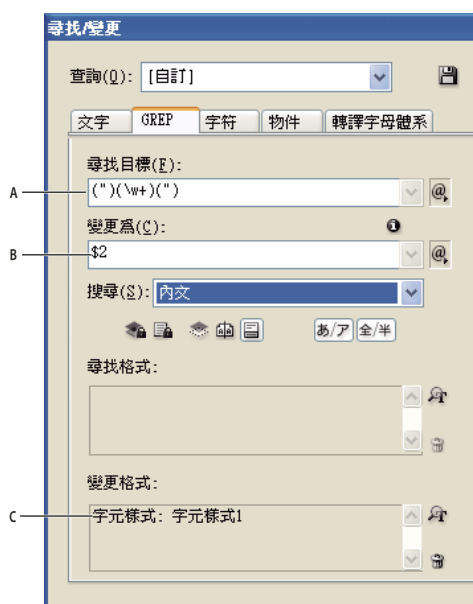 尋找/變更
查詢(Q): [自訂]
文字 GREP 字符 物件 轉譯字母體系
尋找目標(F):
A (")(\w+)(") @
變更為(C):
B $2 @
搜尋(S): 內文
あ/ア 全/半
尋找格式:
變更格式:
C 字元樣式: 字元樣式1